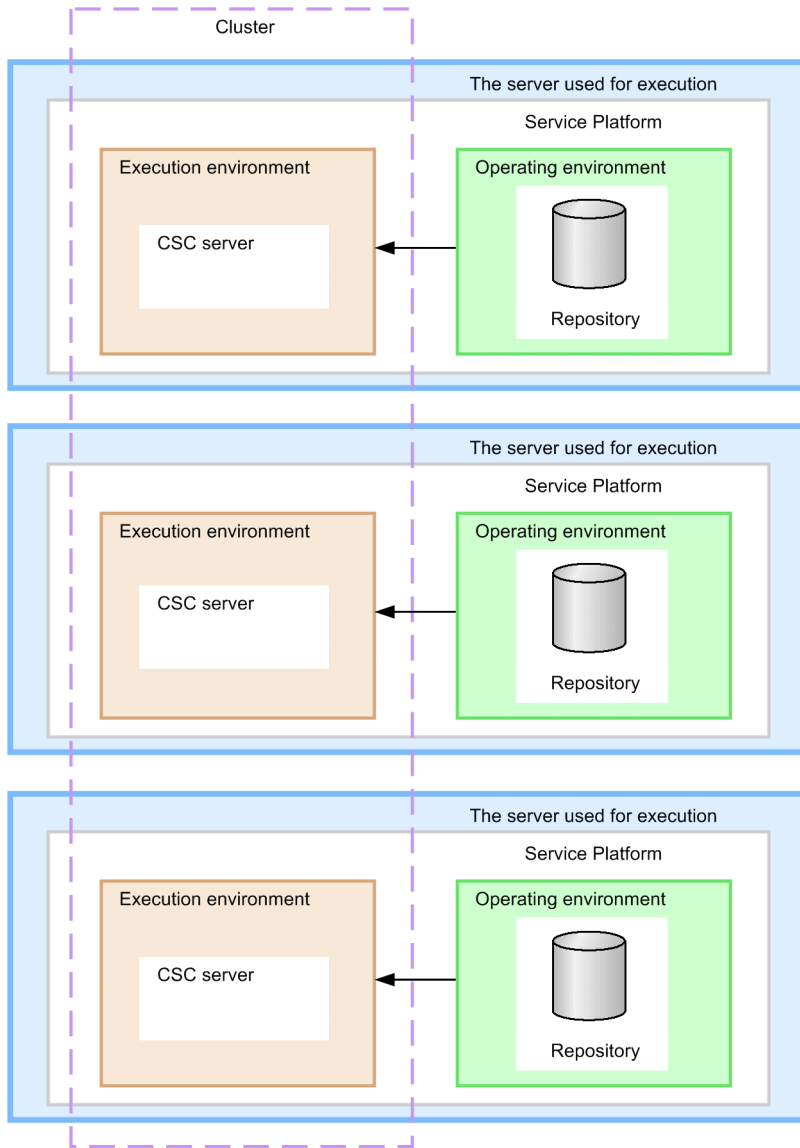 Cluster
The server used for execution
Service Platform
Execution environment
Operating environment
CSC server
Repository
The server used for execution
Service Platform
Execution environment
Operating environment
CSC server
Repository
The server used for execution
Service Platform
Execution environment
Operating environment
CSC server
Repository